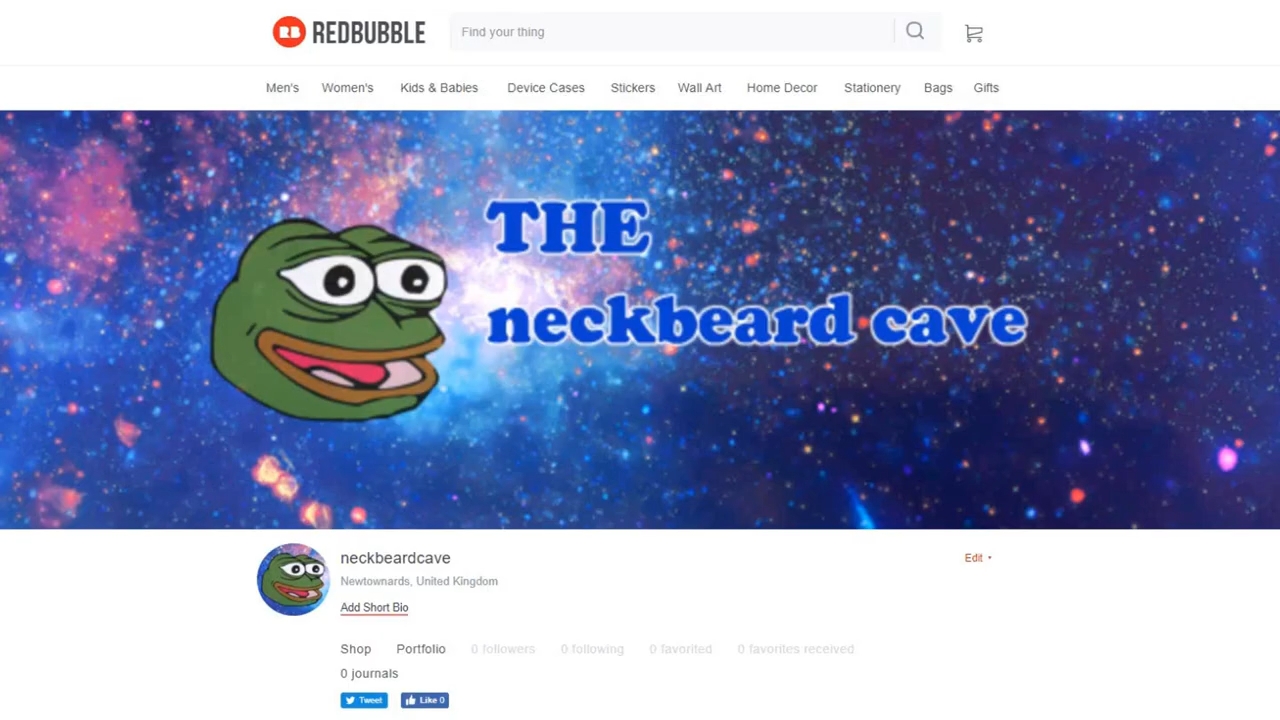 RB REDBUBBLE
Find your thing
Men's Women's Kids & Babies Device Cases Stickers Wall Art Home Decor Stationery Bags Gifts
THE
neckbeard cave
neckbeardcave
Edit
Newtownards, United Kingdom
Add Short Bio
Shop Portfolio 0 followers 0 following 0 favorited 0 favorites received
0 journals
Tweet Like 0